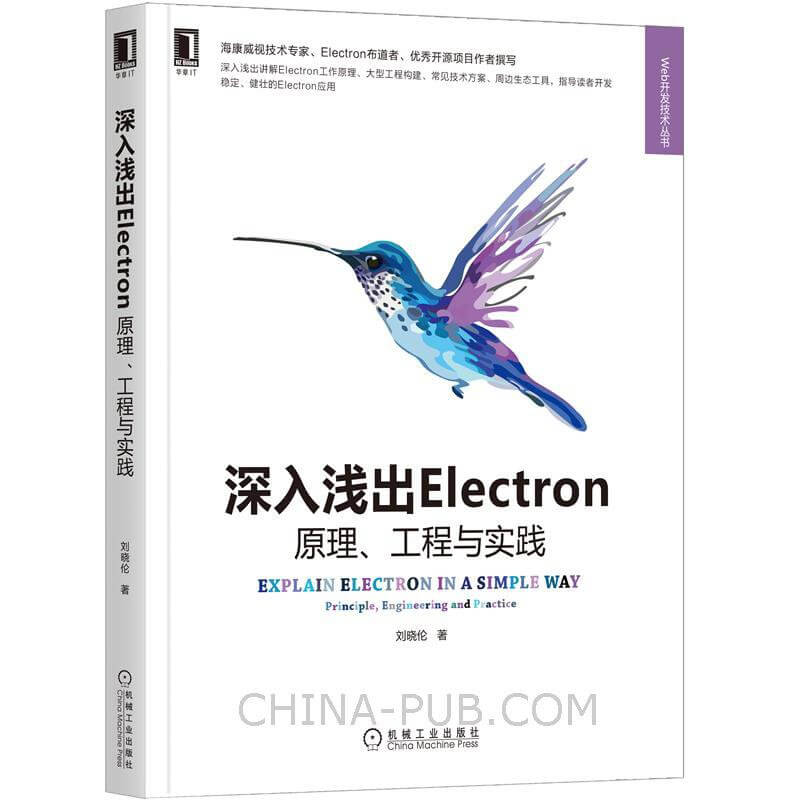 HZ Books
华章IT
深入浅出Electron 原理、工程与实践
刘晓伦 著
机械工业出版社
China Machine Press
HZ BOOKS
华章IT
海康威视技术专家、Electron布道者、优秀开源项目作者撰写
深入浅出讲解Electron工作原理、大型工程构建、常见技术方案、周边生态工具，指导读者开发
稳定、健壮的Electron应用
Web开发技术丛书
深入浅出Electron
原理、工程与实践
EXPLAIN ELECTRON IN A SIMPLE WAY
Principle, Engineering and Practice
刘晓伦 著
CHINA-PUB.COM
机械工业出版社
China Machine Press